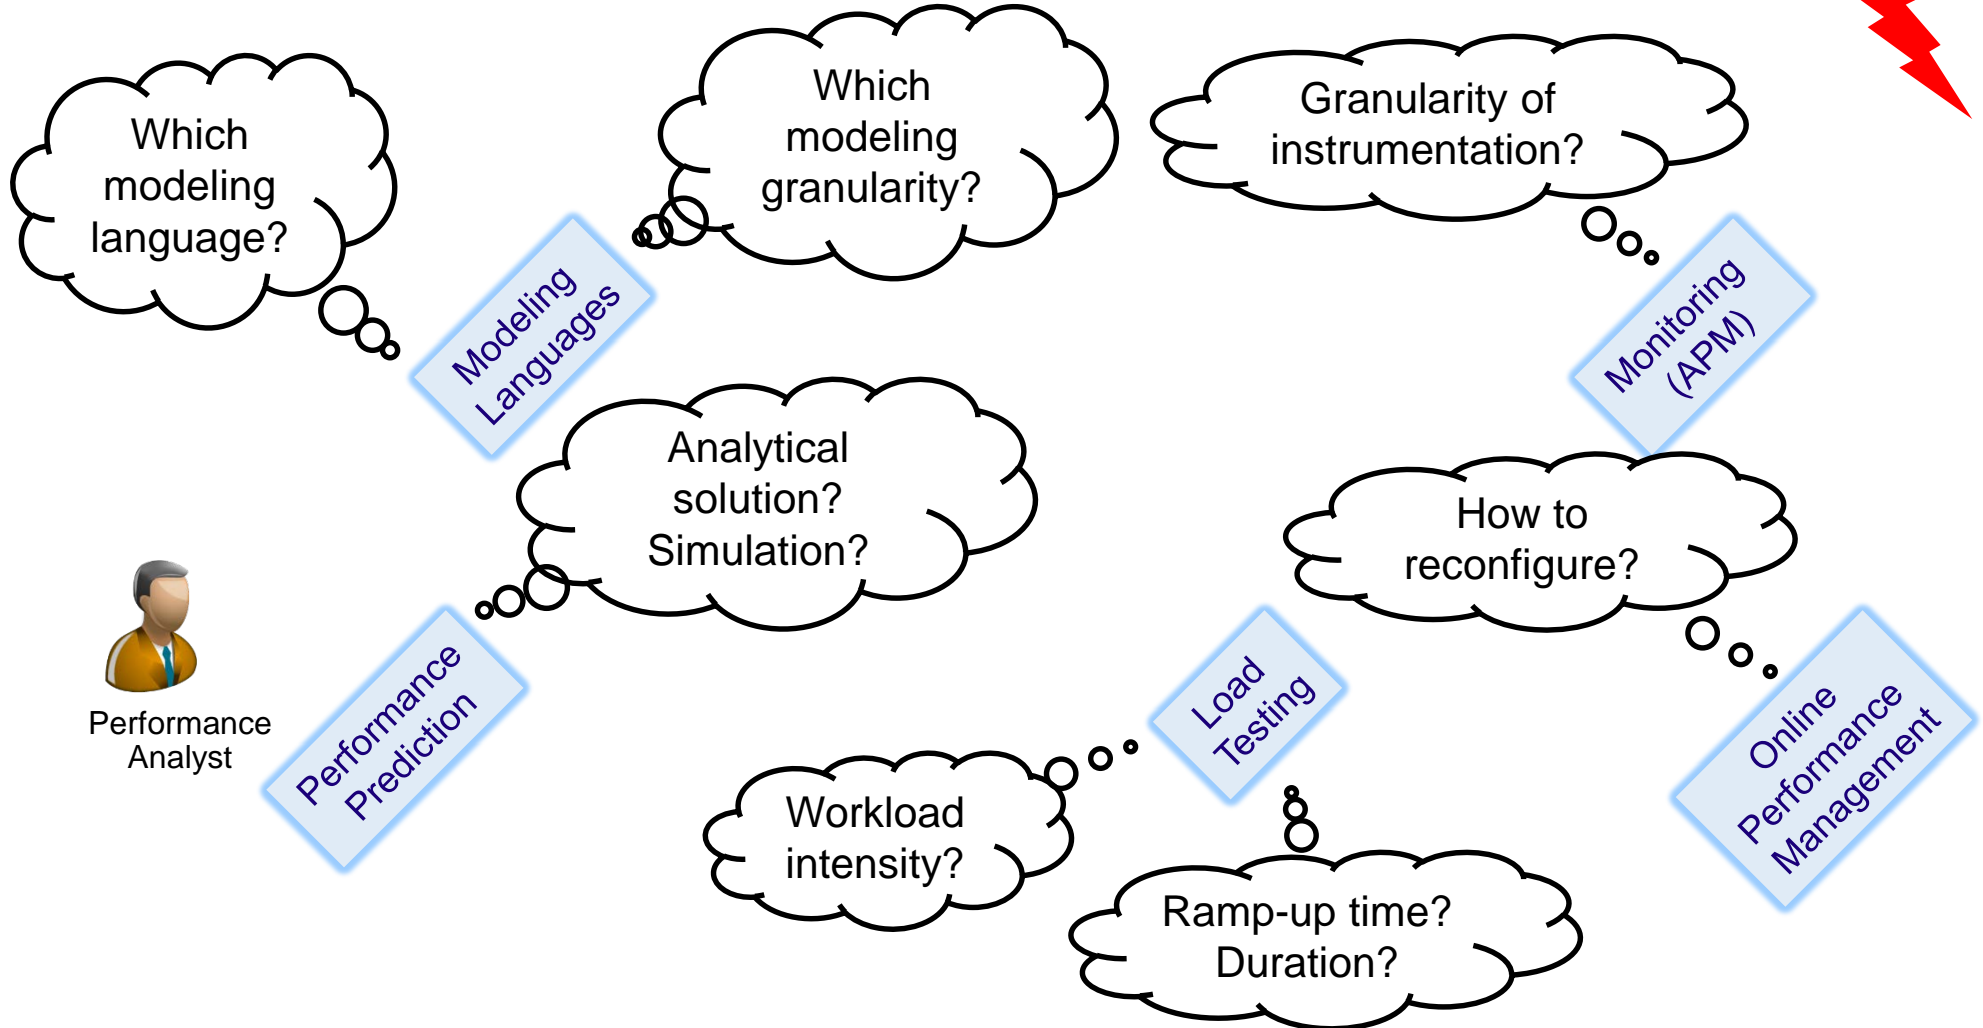 Which
modeling
language?
Which
modeling
granularity?
Granularity of
instrumentation?
Modeling
Languages
Monitoring
(APM)
Analytical
solution?
Simulation?
How to
reconfigure?
Performance
Analyst
Performance
Prediction
Load
Testing
Online
Performance
Management
Workload
intensity?
Ramp-up time?
Duration?